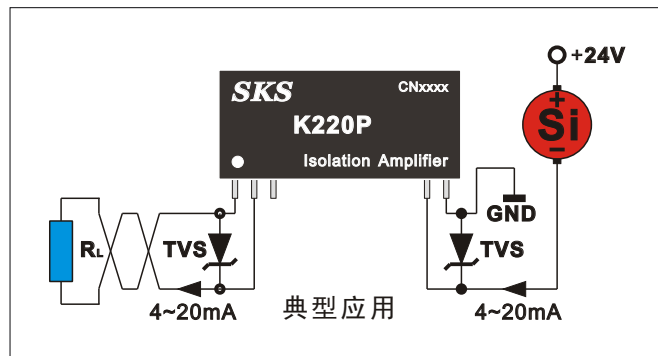 +24V
SKS
CNxxxx
K220P
+
Si
−
Isolation Amplifier
GND
RL
TVS
TVS
4~20mA
典型应用
4~20mA